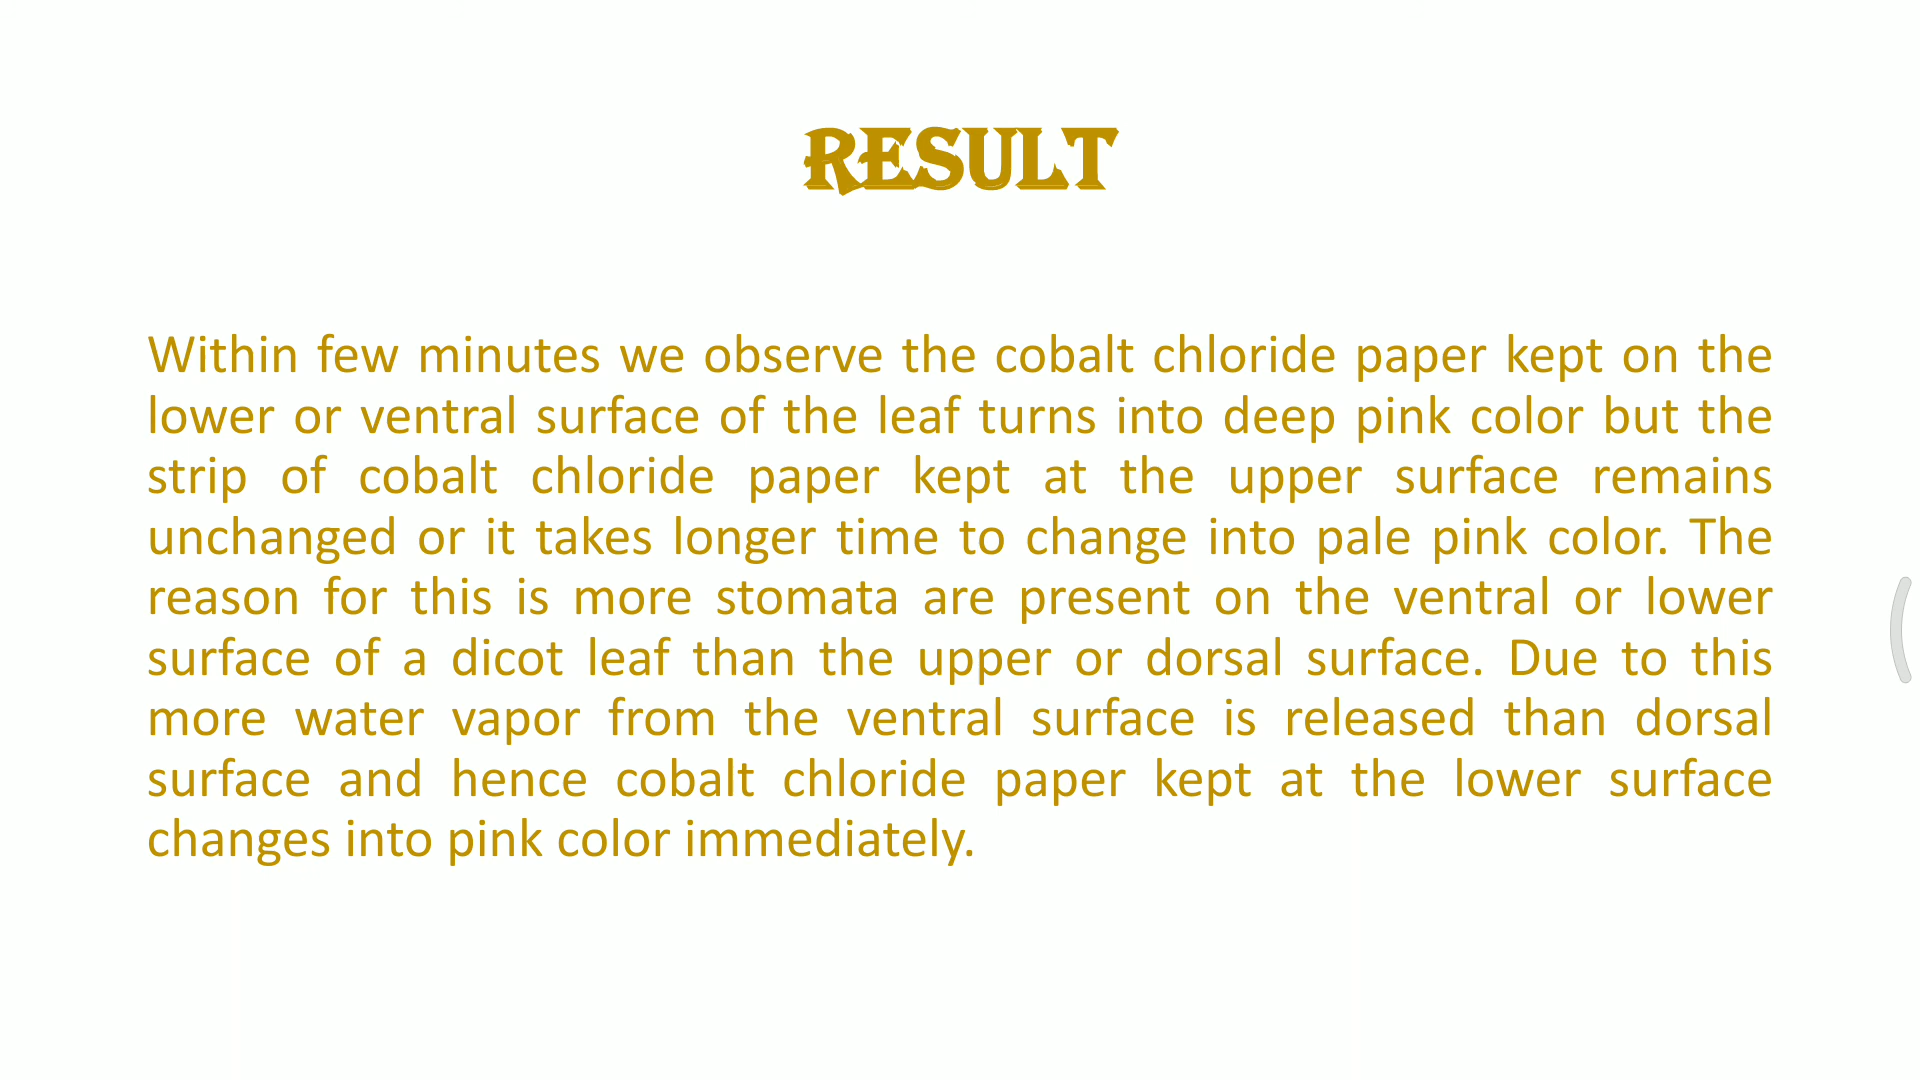 RESULT
Within few minutes we observe the cobalt chloride paper kept on the
lower or ventral surface of the leaf turns into deep pink color but the
strip of cobalt chloride paper kept at the upper surface remains
unchanged or it takes longer time to change into pale pink color. The
reason for this is more stomata are present on the ventral or lower
surface of a dicot leaf than the upper or dorsal surface. Due to this
more water vapor from the ventral surface is released than dorsal
surface and hence cobalt chloride paper kept at the lower surface
changes into pink color immediately.